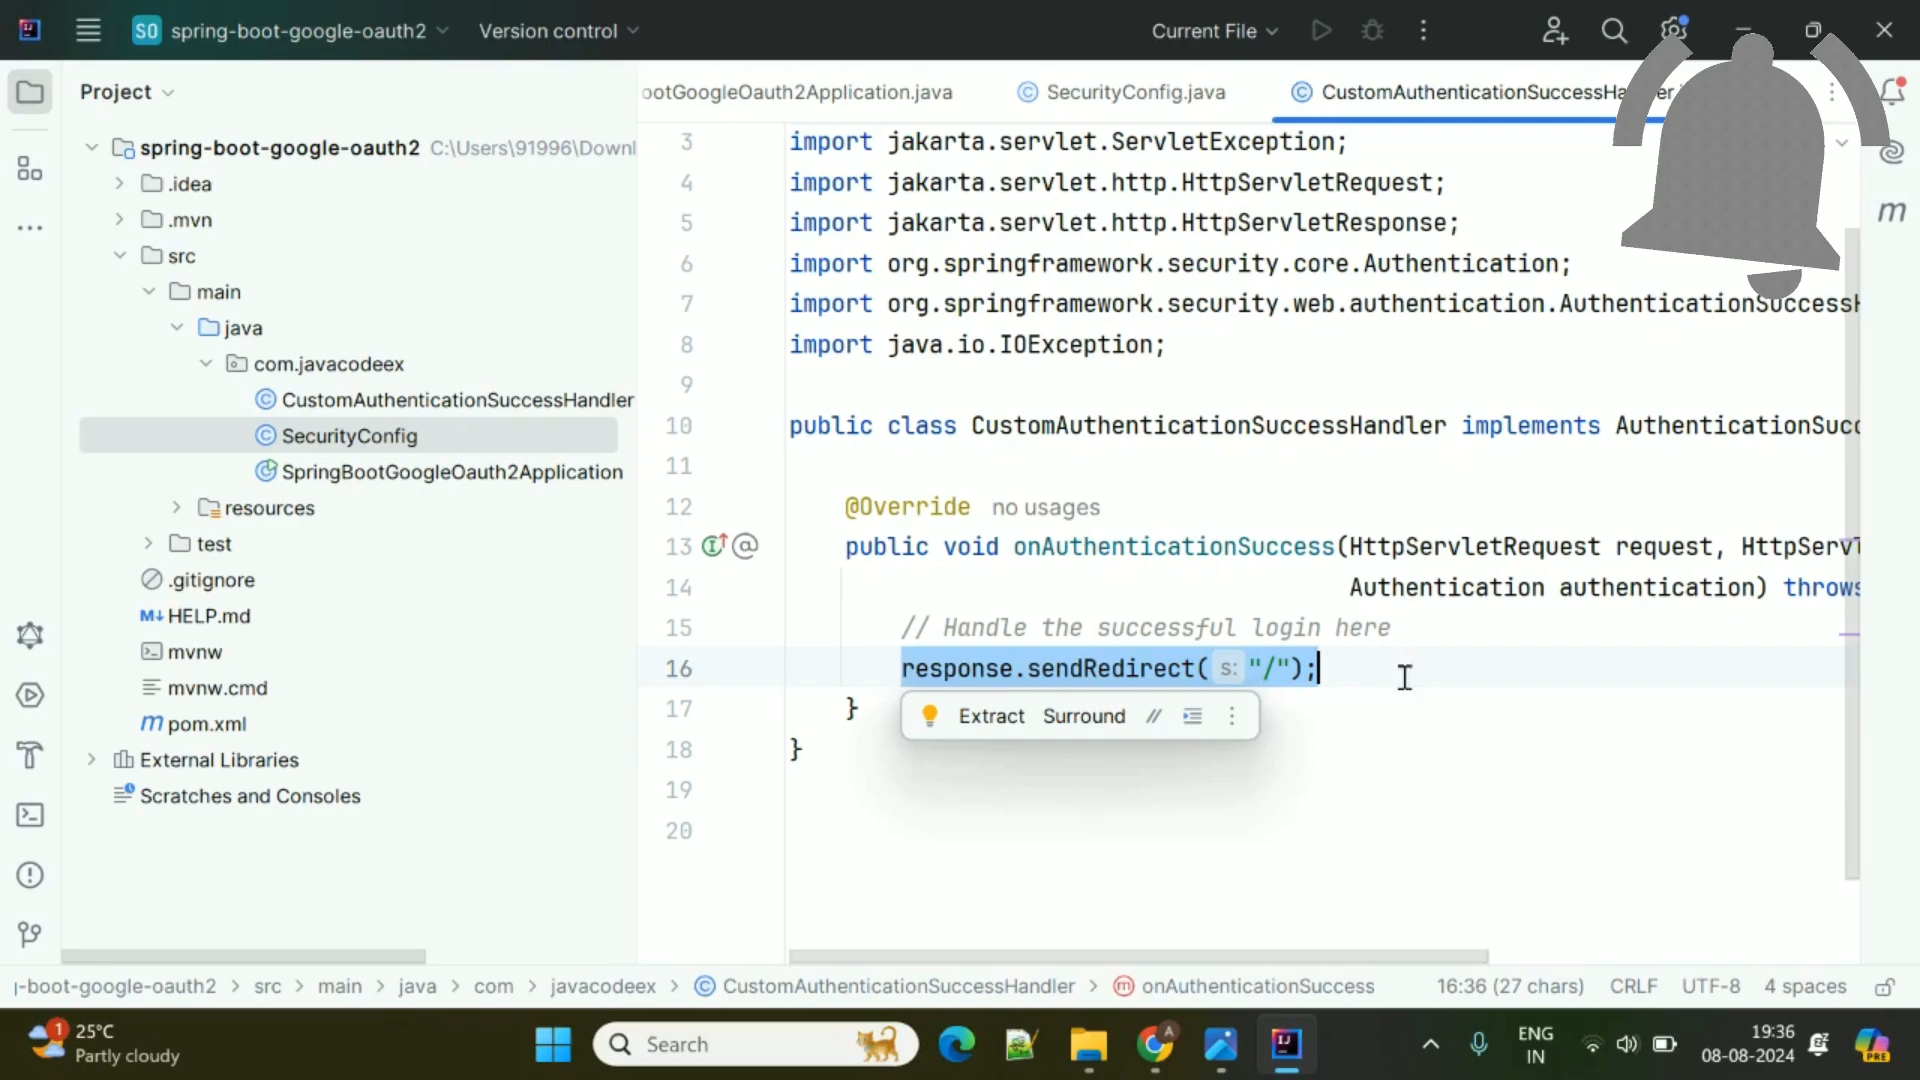 SO spring-boot-google-oauth2 Version control Current File
Project
ootGoogleOauth2Application.java SecurityConfig.java CustomAuthenticationSuccessHa er
spring-boot-google-oauth2 C:\Users\91996\Downl
.idea
.mvn
src
main
java
com.javacodeex
CustomAuthenticationSuccessHandler
SecurityConfig
SpringBootGoogleOauth2Application
resources
test
.gitignore
M↓ HELP.md
mvnw
mvnw.cmd
m pom.xml
External Libraries
Scratches and Consoles
3 import jakarta.servlet.ServletException;
4 import jakarta.servlet.http.HttpServletRequest;
5 import jakarta.servlet.http.HttpServletResponse;
6 import org.springframework.security.core.Authentication;
7 import org.springframework.security.web.authentication.AuthenticationSuccessH
8 import java.io.IOException;
9
10 public class CustomAuthenticationSuccessHandler implements AuthenticationSucc
11
12 @Override no usages
13 public void onAuthenticationSuccess(HttpServletRequest request, HttpServl
14 Authentication authentication) throws
15 // Handle the successful login here
16 response.sendRedirect( s: "/");
17 }
Extract Surround //
18 }
19
20
m
-boot-google-oauth2 > src > main > java > com > javacodeex > CustomAuthenticationSuccessHandler > m onAuthenticationSuccess 16:36 (27 chars) CRLF UTF-8 4 spaces
1 25°C
Partly cloudy
Search
A
ENG
IN
19:36
08-08-2024
PRE